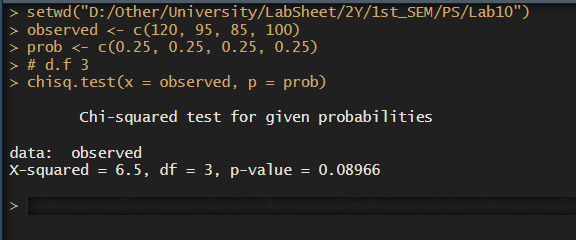 > setwd("D:/Other/University/LabSheet/2Y/1st_SEM/PS/Lab10")
> observed <- c(120, 95, 85, 100)
> prob <- c(0.25, 0.25, 0.25, 0.25)
> # d.f 3
> chisq.test(x = observed, p = prob)
Chi-squared test for given probabilities
data:  observed
X-squared = 6.5, df = 3, p-value = 0.08966
>